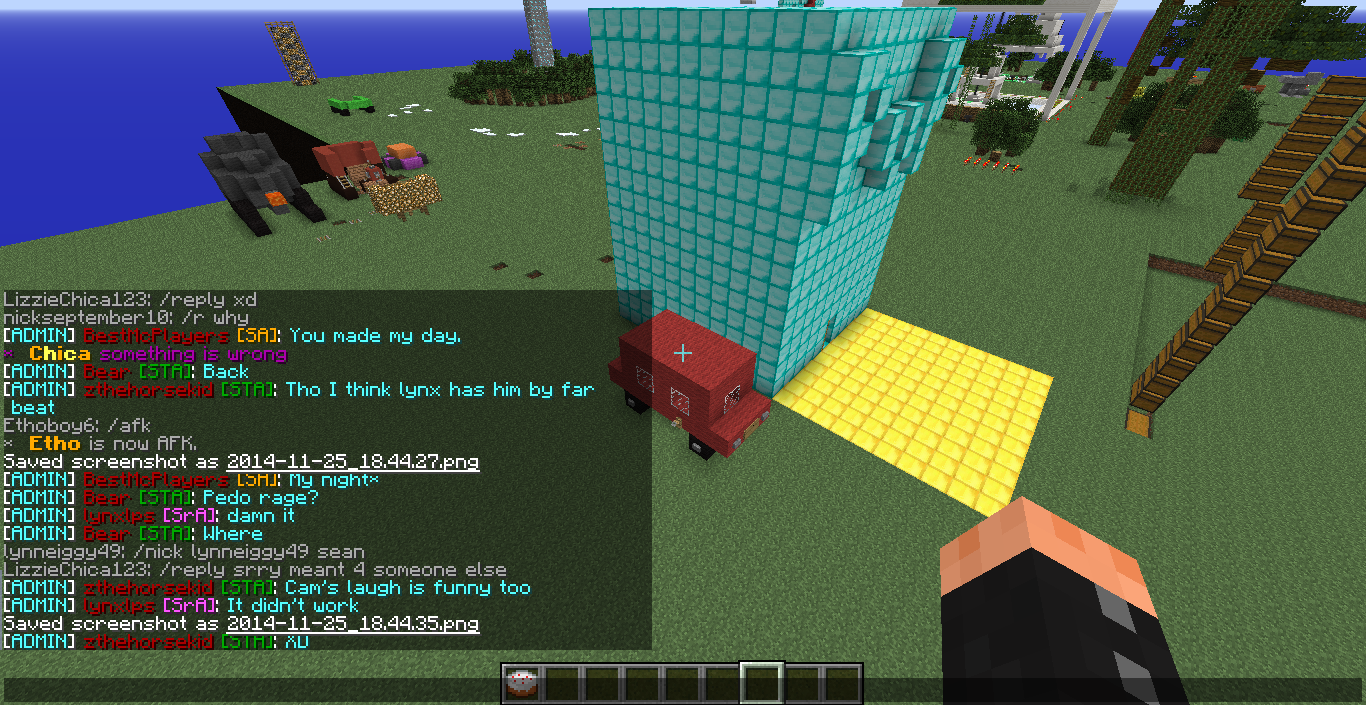 LizzieChica123: /reply xd
nickseptember10: /r why
[ADMIN] BestMcPlayers [SA]: You made my day.
* Chica something is wrong
[ADMIN] Bear [STA]: Back
[ADMIN] zthehorsekid [STA]: Tho I think lynx has him by far
beat
Ethoboy6: /afk
* Etho is now AFK.
Saved screenshot as 2014-11-25_18.44.27.png
[ADMIN] BestMcPlayers [SA]: My night*
[ADMIN] Bear [STA]: Pedo rage?
[ADMIN] lynxlps [SrA]: damn it
[ADMIN] Bear [STA]: Where
lynneiggy49: /nick lynneiggy49 sean
LizzieChica123: /reply srry meant 4 someone else
[ADMIN] zthehorsekid [STA]: Cam's laugh is funny too
[ADMIN] lynxlps [SrA]: It didn't work
Saved screenshot as 2014-11-25_18.44.35.png
[ADMIN] zthehorsekid [STA]: XD